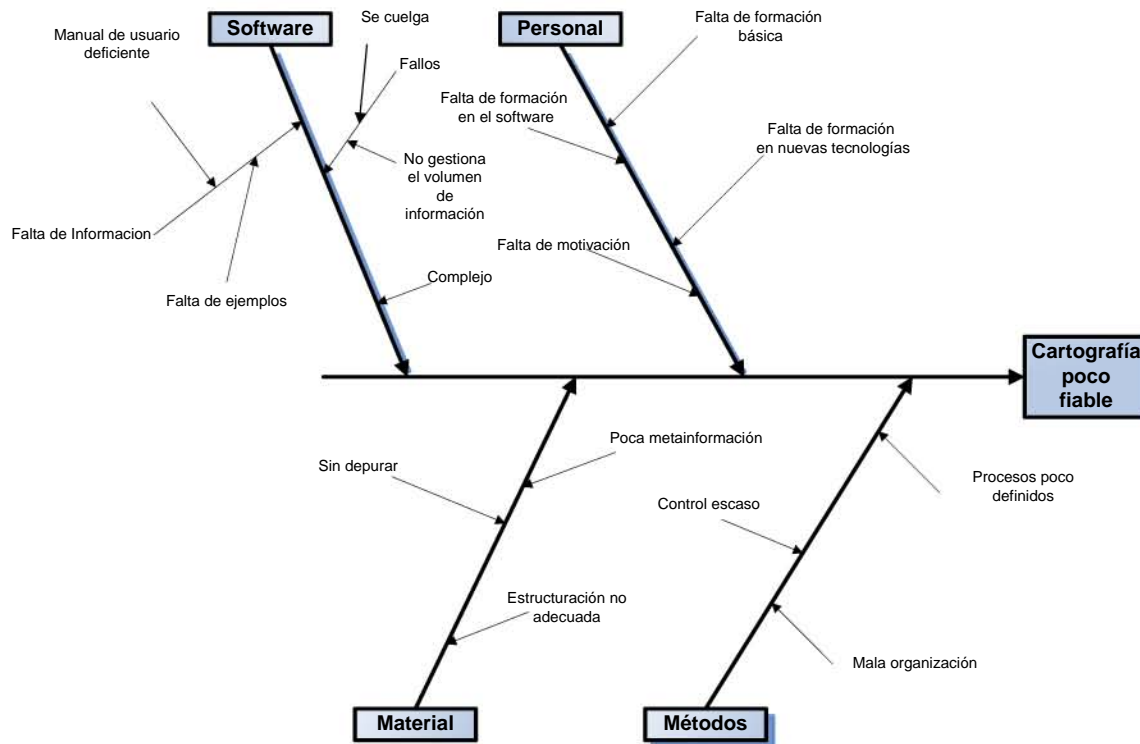 Software
Se cuelga
Personal
Falta de formación
básica
Manual de usuario
deficiente
Fallos
Falta de formación
en el software
Falta de formación
en nuevas tecnologías
No gestiona
el volumen
de
información
Falta de Informacion
Falta de motivación
Falta de ejemplos
Complejo
Cartografía
poco
fiable
Sin depurar
Poca metainformación
Procesos poco
definidos
Control escaso
Estructuración no
adecuada
Mala organización
Material
Métodos